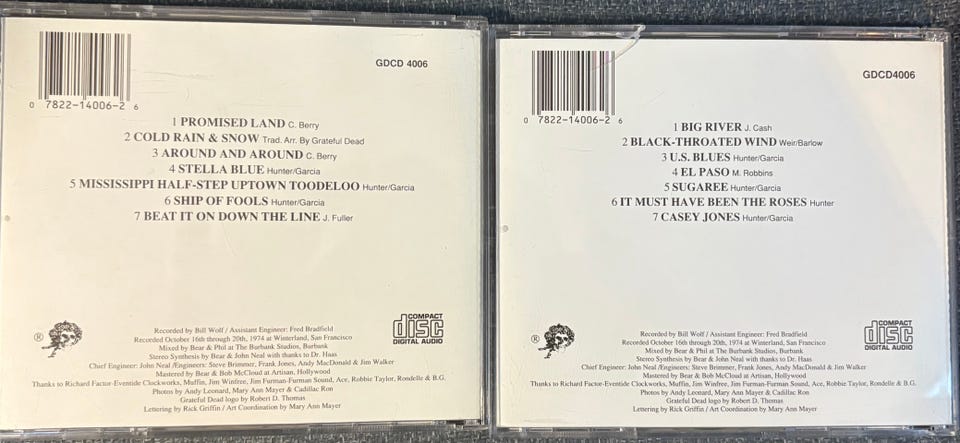 GDCD 4006
0 7822-14006-2 6
1 PROMISED LAND C. Berry
2 COLD RAIN & SNOW Trad. Arr. By Grateful Dead
3 AROUND AND AROUND C. Berry
4 STELLA BLUE Hunter/Garcia
5 MISSISSIPPI HALF-STEP UPTOWN TOODELOO Hunter/Garcia
6 SHIP OF FOOLS Hunter/Garcia
7 BEAT IT ON DOWN THE LINE J. Fuller
®
COMPACT
disc
DIGITAL AUDIO
Recorded by Bill Wolf / Assistant Engineer: Fred Bradfield
Recorded October 16th through 20th, 1974 at Winterland, San Francisco
Mixed by Bear & Phil at The Burbank Studios, Burbank
Stereo Synthesis by Bear & John Neal with thanks to Dr. Haas
Chief Engineer: John Neal /Engineers: Steve Brimmer, Frank Jones, Andy MacDonald & Jim Walker
Mastered by Bear & Bob McCloud at Artisan, Hollywood
Thanks to Richard Factor-Eventide Clockworks, Muffin, Jim Winfree, Jim Furman-Furman Sound, Ace, Robbie Taylor, Rondelle & B.G.
Photos by Andy Leonard, Mary Ann Mayer & Cadillac Ron
Grateful Dead logo by Robert D. Thomas
Lettering by Rick Griffin / Art Coordination by Mary Ann Mayer
GDCD4006
0 7822-14006-2 6
1 BIG RIVER J. Cash
2 BLACK-THROATED WIND Weir/Barlow
3 U.S. BLUES Hunter/Garcia
4 EL PASO M. Robbins
5 SUGAREE Hunter/Garcia
6 IT MUST HAVE BEEN THE ROSES Hunter
7 CASEY JONES Hunter/Garcia
®
COMPACT
disc
DIGITAL AUDIO
Recorded by Bill Wolf / Assistant Engineer: Fred Bradfield
Recorded October 16th through 20th, 1974 at Winterland, San Francisco
Mixed by Bear & Phil at The Burbank Studios, Burbank
Stereo Synthesis by Bear & John Neal with thanks to Dr. Haas
Chief Engineer: John Neal /Engineers: Steve Brimmer, Frank Jones, Andy MacDonald & Jim Walker
Mastered by Bear & Bob McCloud at Artisan, Hollywood
Thanks to Richard Factor-Eventide Clockworks, Muffin, Jim Winfree, Jim Furman-Furman Sound, Ace, Robbie Taylor, Rondelle & B.G.
Photos by Andy Leonard, Mary Ann Mayer & Cadillac Ron
Grateful Dead logo by Robert D. Thomas
Lettering by Rick Griffin / Art Coordination by Mary Ann Mayer